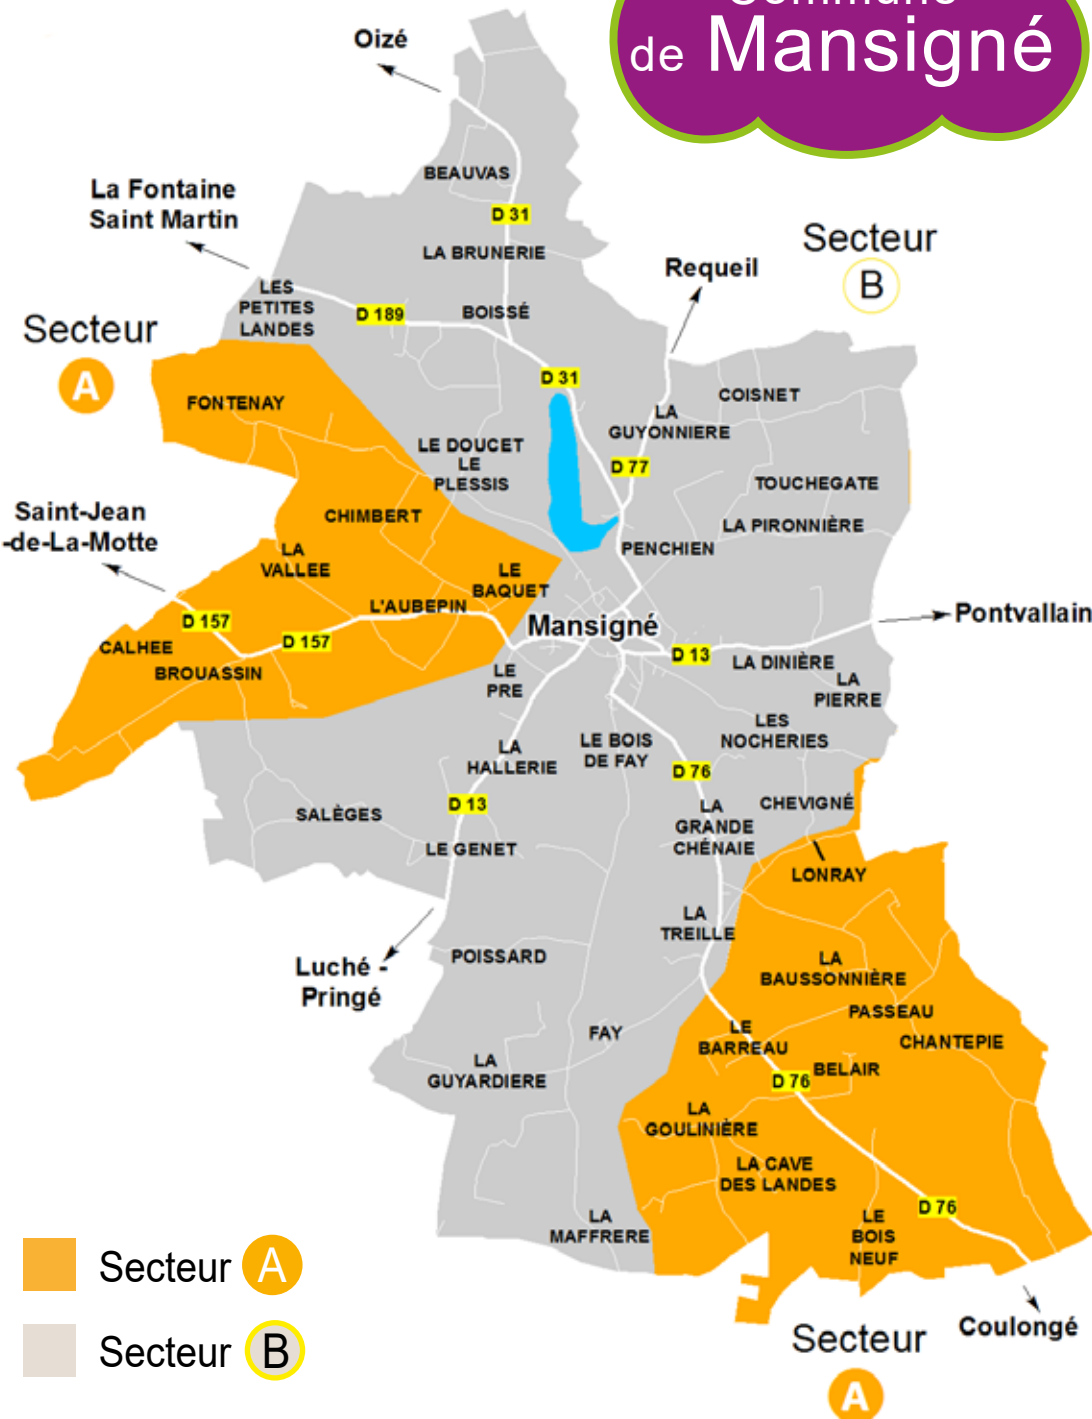 Commune
de Mansigné
Oizé
BEAUVAS
La Fontaine
Saint Martin
D 31
LA BRUNERIE
Secteur
B
Requeil
LES
PETITES
LANDES
D 189
BOISSÉ
Secteur
A
D 31
FONTENAY
COISNET
LA
GUYONNIERE
LE DOUCET
LE
PLESSIS
D 77
TOUCHEGATE
Saint-Jean
-de-La-Motte
CHIMBERT
LA PIRONNIÈRE
LA
VALLEE
PENCHIEN
LE
BAQUET
L'AUBEPIN
D 157
Mansigné
Pontvallain
CALHEE
D 157
BROUASSIN
D 13
LA DINIÈRE
LE
PRE
LA
PIERRE
LES
NOCHERIES
LE BOIS
DE FAY
LA
HALLERIE
D 76
D 13
SALÈGES
LA
GRANDE
CHÉNAIE
CHEVIGNÉ
LE GENET
LONRAY
LA
TREILLE
Luché -
Pringé
POISSARD
LA
BAUSSONNIÈRE
PASSEAU
FAY
LE
BARREAU
CHANTEPIE
LA
GUYARDIERE
BELAIR
D 76
LA
GOULINIÈRE
LA CAVE
DES LANDES
LA
MAFFRERE
D 76
LE
BOIS
NEUF
Secteur A
Secteur B
Coulongé
Secteur
A